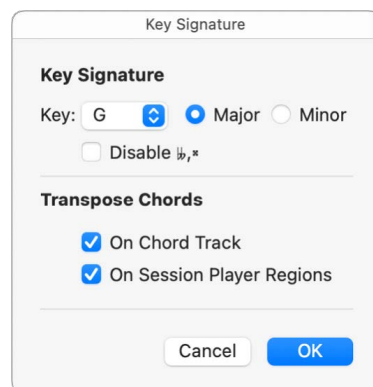 Key Signature
Key Signature
Key: G Major Minor
Disable 𝄫,𝄪
Transpose Chords
On Chord Track
On Session Player Regions
Cancel OK